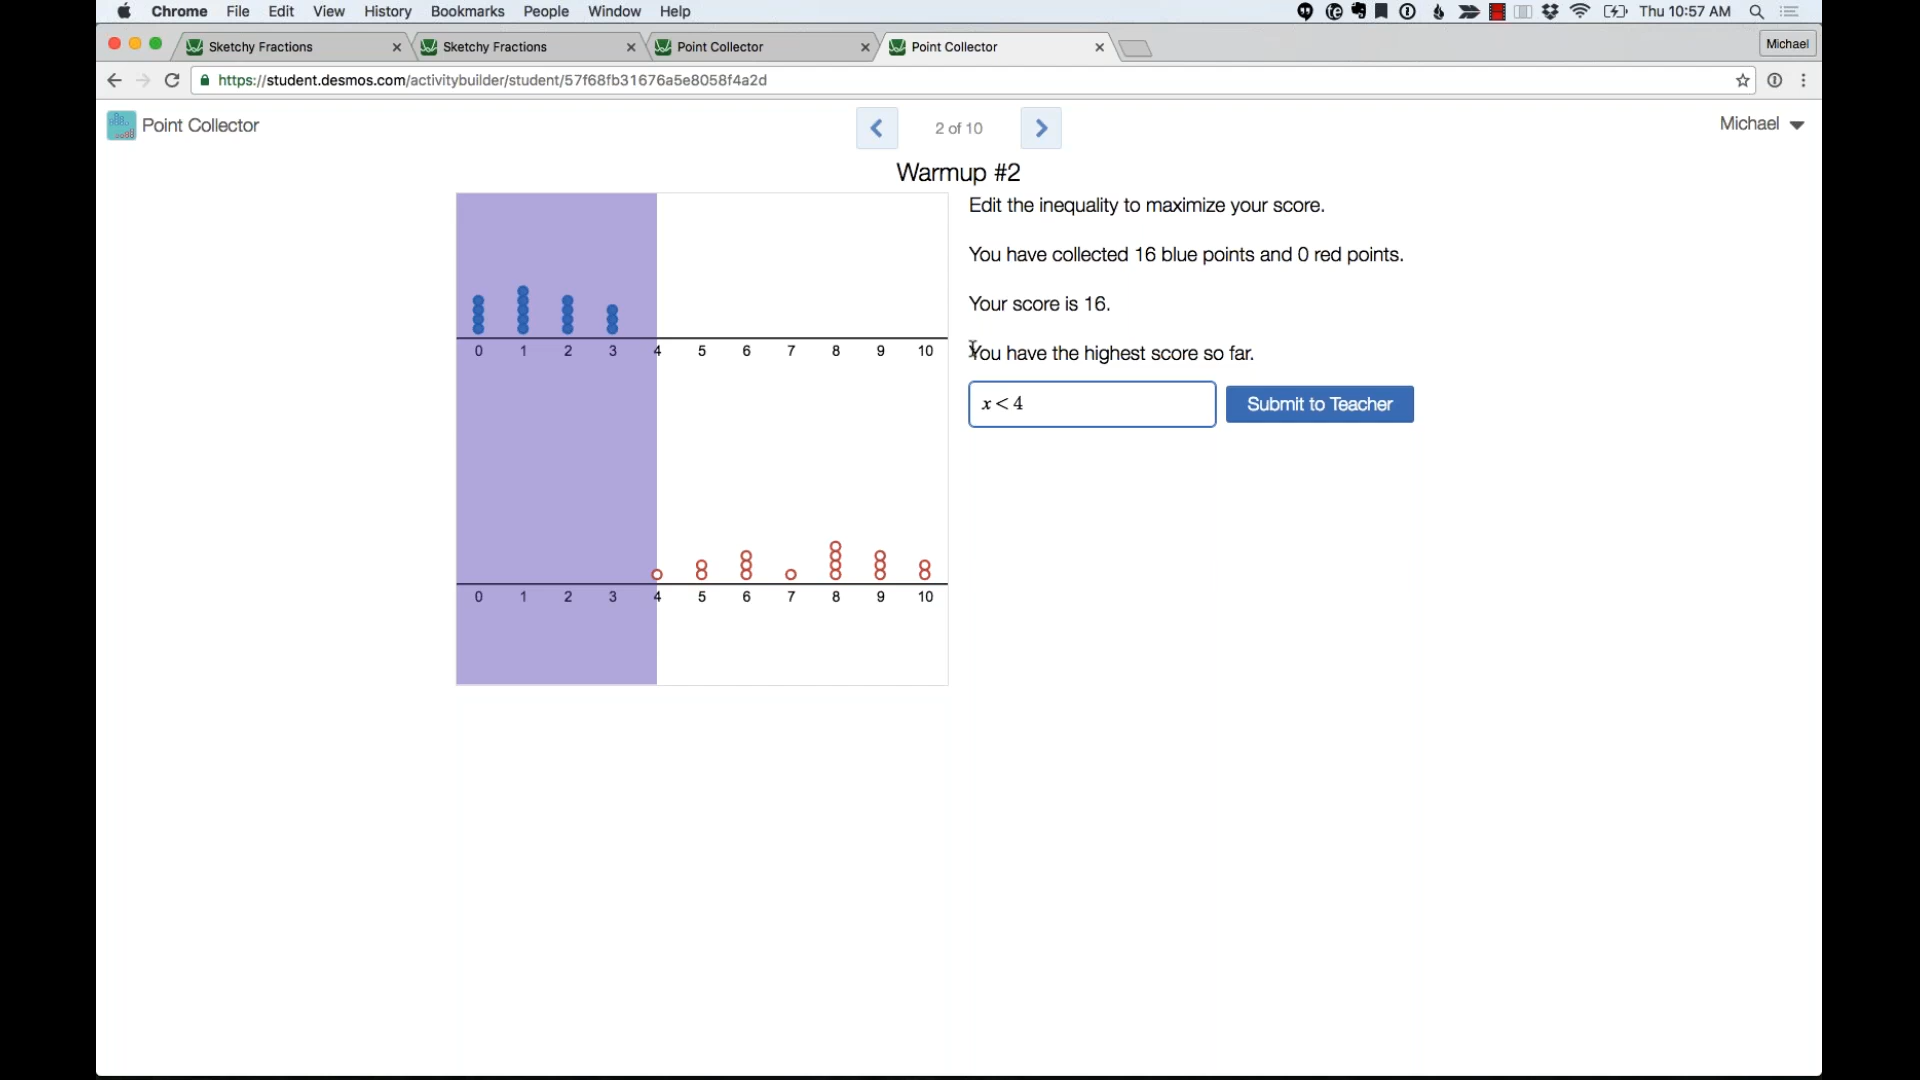 Chrome File Edit View History Bookmarks People Window Help Thu 10:57 AM
Sketchy Fractions Sketchy Fractions Point Collector Point Collector Michael
https://student.desmos.com/activitybuilder/student/57f68fb31676a5e8058f4a2d
Point Collector 2 of 10 Michael
Warmup #2
Edit the inequality to maximize your score.
You have collected 16 blue points and 0 red points.
Your score is 16.
You have the highest score so far.
x < 4 Submit to Teacher
0 1 2 3 4 5 6 7 8 9 10
0 1 2 3 4 5 6 7 8 9 10